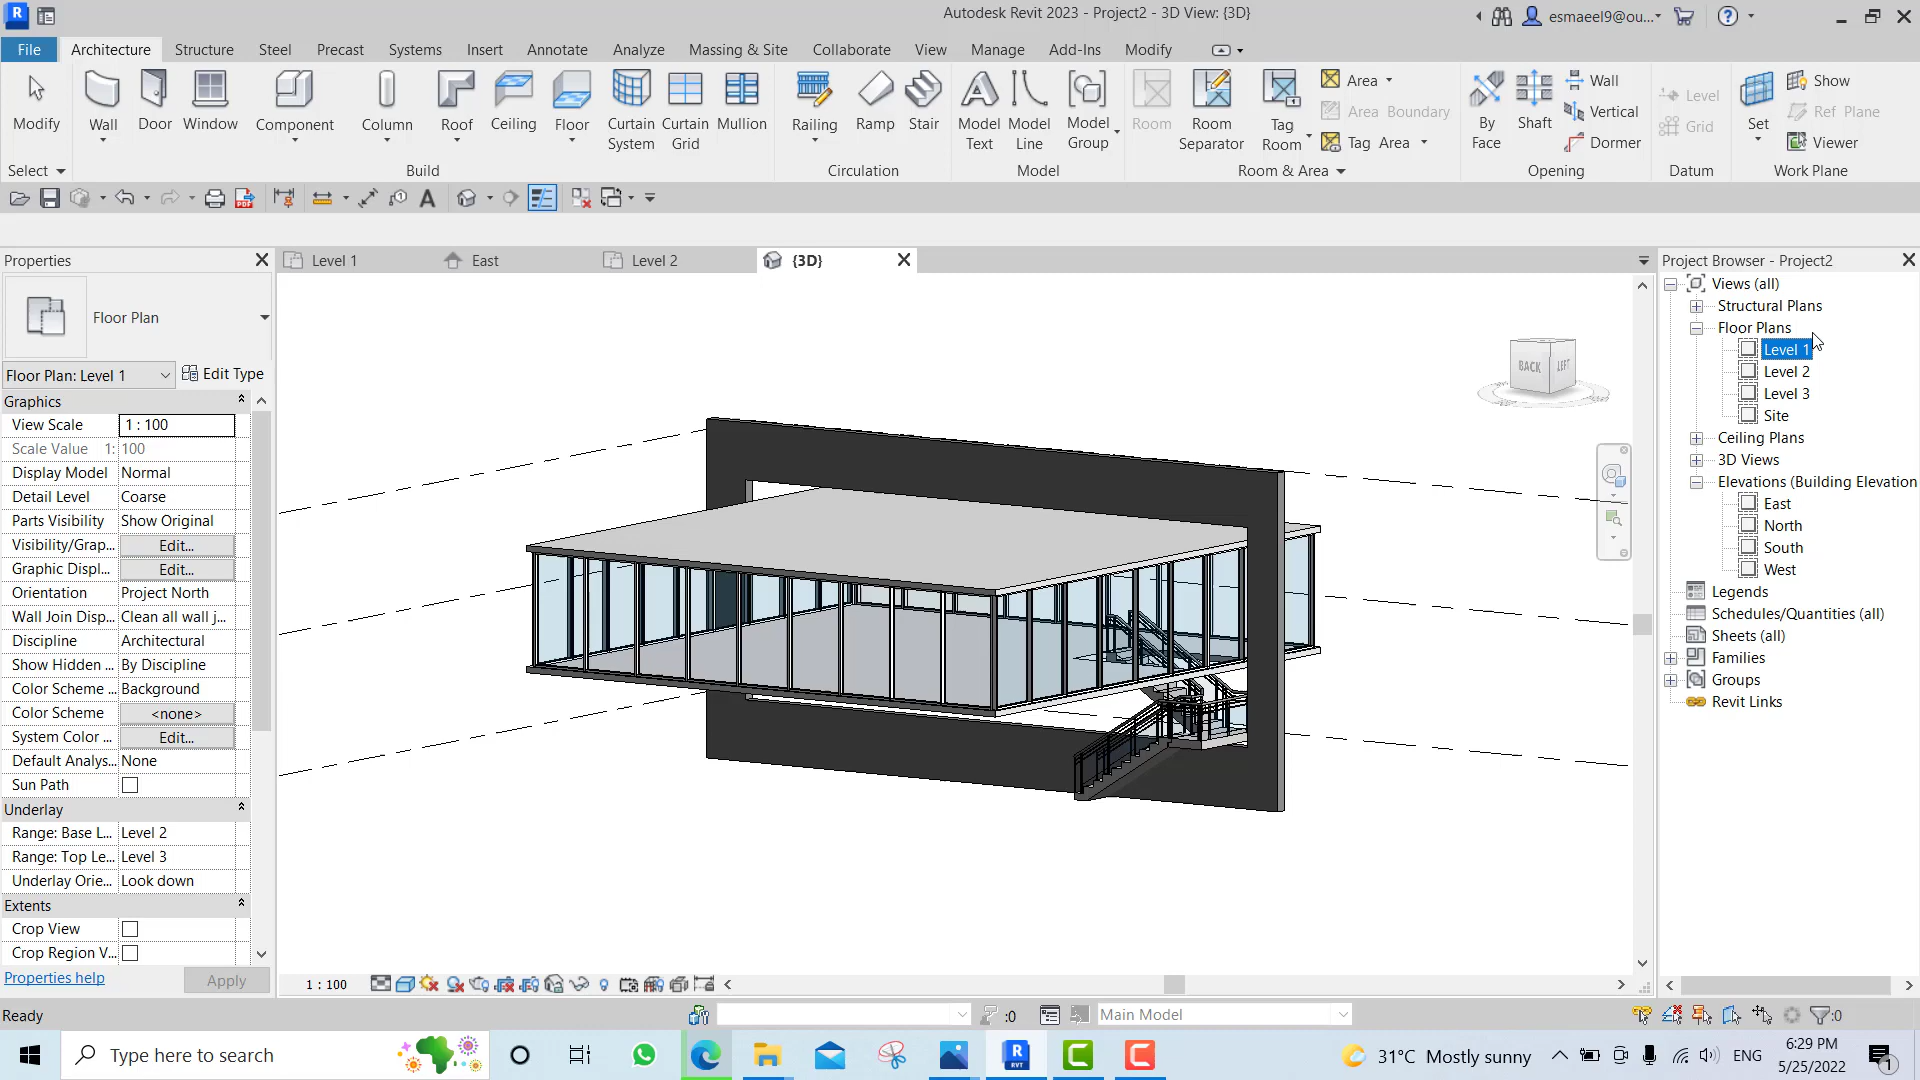 Autodesk Revit 2023 - Project2 - 3D View: {3D}
esmaeel9@ou...
File
Architecture
Structure
Steel
Precast
Systems
Insert
Annotate
Analyze
Massing & Site
Collaborate
View
Manage
Add-Ins
Modify
Modify
Wall
Door
Window
Component
Column
Roof
Ceiling
Floor
Curtain System
Curtain Grid
Mullion
Railing
Ramp
Stair
Model Text
Model Line
Model Group
Room
Room Separator
Tag Room
Area
Area Boundary
Tag Area
By Face
Shaft
Wall
Vertical
Dormer
Level
Grid
Set
Show
Ref Plane
Viewer
Select
Build
Circulation
Model
Room & Area
Opening
Datum
Work Plane
Properties
Level 1
East
Level 2
{3D}
Floor Plan
Floor Plan: Level 1
Edit Type
Graphics
View Scale 1 : 100
Scale Value 1: 100
Display Model Normal
Detail Level Coarse
Parts Visibility Show Original
Visibility/Grap... Edit...
Graphic Displ... Edit...
Orientation Project North
Wall Join Disp... Clean all wall j...
Discipline Architectural
Show Hidden ... By Discipline
Color Scheme ... Background
Color Scheme <none>
System Color ... Edit...
Default Analys... None
Sun Path
Underlay
Range: Base L... Level 2
Range: Top Le... Level 3
Underlay Orie... Look down
Extents
Crop View
Crop Region V...
Properties help
Apply
BACK
LEFT
1 : 100
Project Browser - Project2
Views (all)
Structural Plans
Floor Plans
Level 1
Level 2
Level 3
Site
Ceiling Plans
3D Views
Elevations (Building Elevation
East
North
South
West
Legends
Schedules/Quantities (all)
Sheets (all)
Families
Groups
Revit Links
Ready
:0
Main Model
:0
Type here to search
31°C Mostly sunny
ENG
6:29 PM
5/25/2022
1